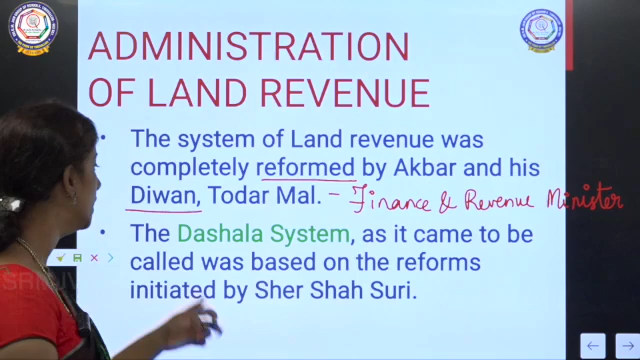 ADMINISTRATION
OF LAND REVENUE
• The system of Land revenue was
completely reformed by Akbar and his
Diwan, Todar Mal. - Finance & Revenue Minister
• The Dashala System, as it came to be
called was based on the reforms
initiated by Sher Shah Suri.